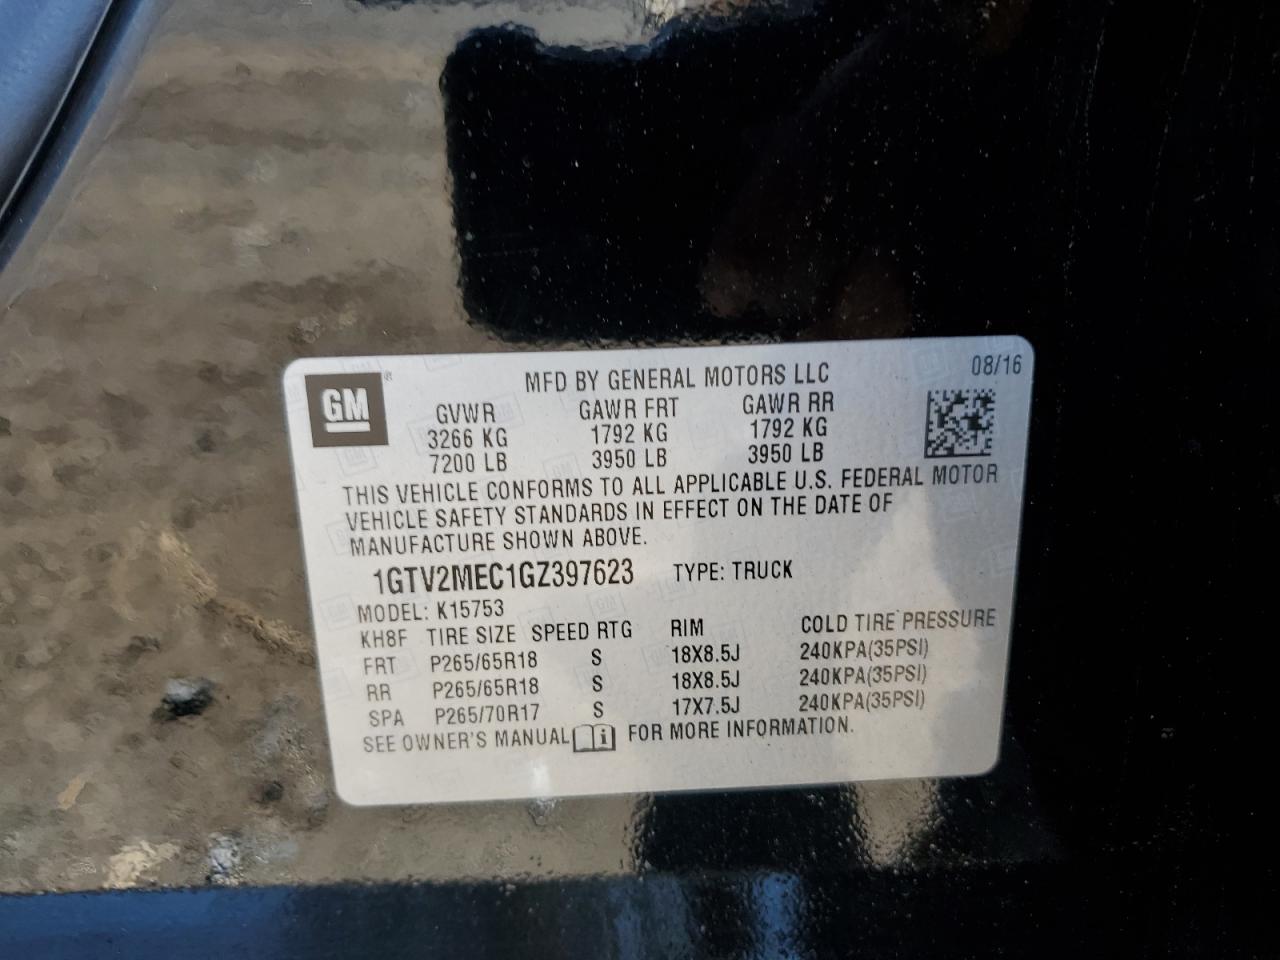 GM®
MFD BY GENERAL MOTORS LLC
08/16
GVWR GAWR FRT GAWR RR
3266 KG 1792 KG 1792 KG
7200 LB 3950 LB 3950 LB
THIS VEHICLE CONFORMS TO ALL APPLICABLE U.S. FEDERAL MOTOR
VEHICLE SAFETY STANDARDS IN EFFECT ON THE DATE OF
MANUFACTURE SHOWN ABOVE.
1GTV2MEC1GZ397623 TYPE: TRUCK
MODEL: K15753
KH8F TIRE SIZE SPEED RTG RIM COLD TIRE PRESSURE
FRT P265/65R18 S 18X8.5J 240KPA(35PSI)
RR P265/65R18 S 18X8.5J 240KPA(35PSI)
SPA P265/70R17 S 17X7.5J 240KPA(35PSI)
SEE OWNER'S MANUAL i FOR MORE INFORMATION.